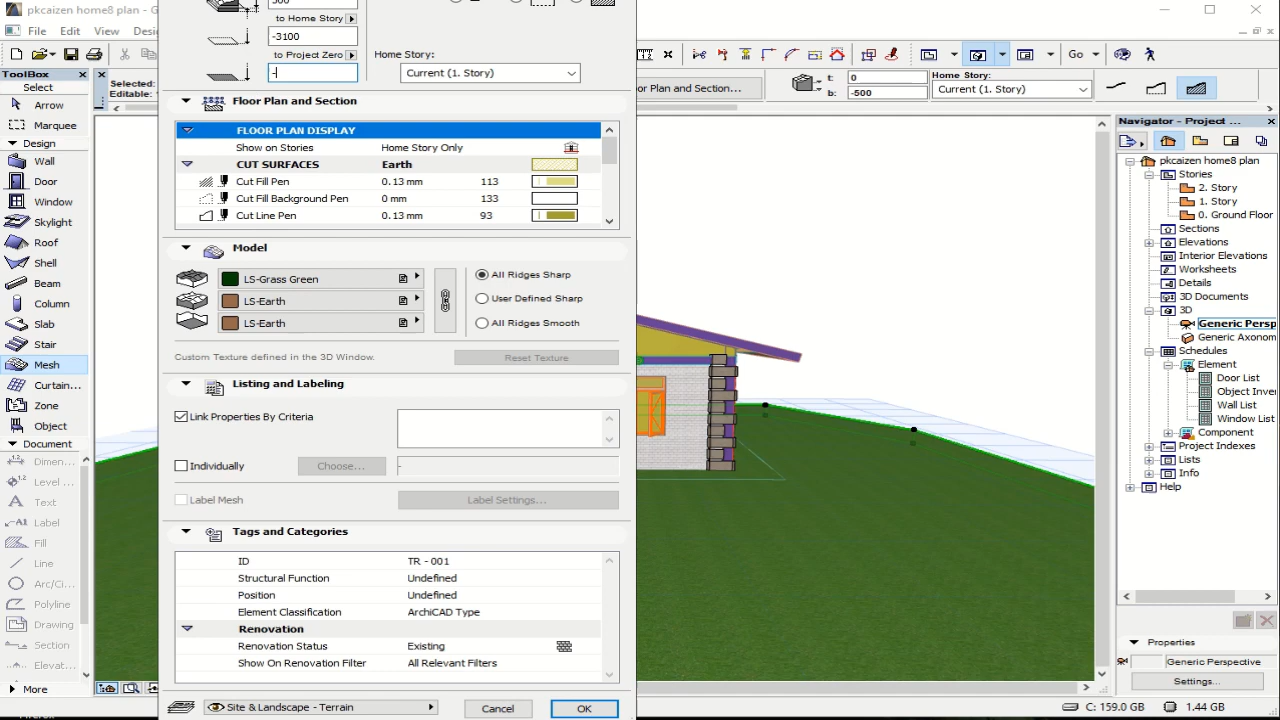 pkcaizen home8 plan - G
File Edit View Desi
Selected:
Editable:
ToolBox
Select
Arrow
Marquee
Design
Wall
Door
Window
Skylight
Roof
Shell
Beam
Column
Slab
Stair
Mesh
Curtain...
Zone
Object
Document
Dimen...
Level ...
Text
Label
Fill
Line
Arc/Ci...
Polyline
Drawing
Section
Elevat...
More
to Home Story
-3100
to Project Zero
-
Home Story:
Current (1. Story)
Floor Plan and Section
FLOOR PLAN DISPLAY
Show on Stories Home Story Only
CUT SURFACES Earth
Cut Fill Pen 0.13 mm 113
Cut Fill Background Pen 0 mm 133
Cut Line Pen 0.13 mm 93
Model
LS-Grass Green
LS-Earth
LS-Earth
All Ridges Sharp
User Defined Sharp
All Ridges Smooth
Custom Texture defined in the 3D Window.
Reset Texture
Listing and Labeling
Link Properties By Criteria
Individually Choose... -
Label Mesh Label Settings...
Tags and Categories
ID TR - 001
Structural Function Undefined
Position Undefined
Element Classification ArchiCAD Type
Renovation
Renovation Status Existing
Show On Renovation Filter All Relevant Filters
Site & Landscape - Terrain
Cancel OK
Go
or Plan and Section...
t: 0
b: -500
Home Story:
Current (1. Story)
Navigator - Project ...
pkcaizen home8 plan
Stories
2. Story
1. Story
0. Ground Floor
Sections
Elevations
Interior Elevations
Worksheets
Details
3D Documents
3D
Generic Persp
Generic Axonom
Schedules
Element
Door List
Object Inver
Wall List
Window List
Component
Project Indexes
Lists
Info
Help
Properties
Generic Perspective
Settings...
C: 159.0 GB 1.44 GB